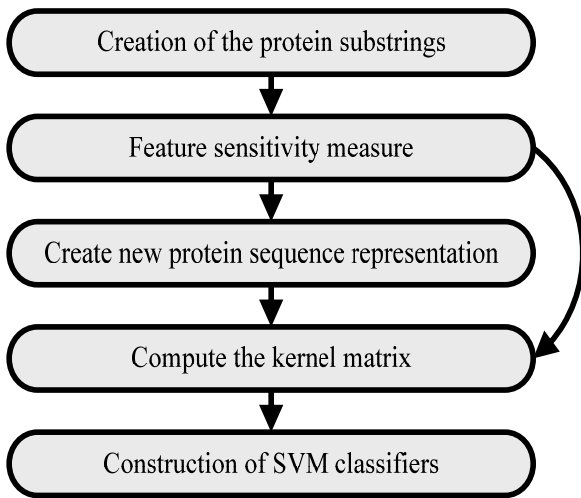 Creation of the protein substrings
Feature sensitivity measure
Create new protein sequence representation
Compute the kernel matrix
Construction of SVM classifiers